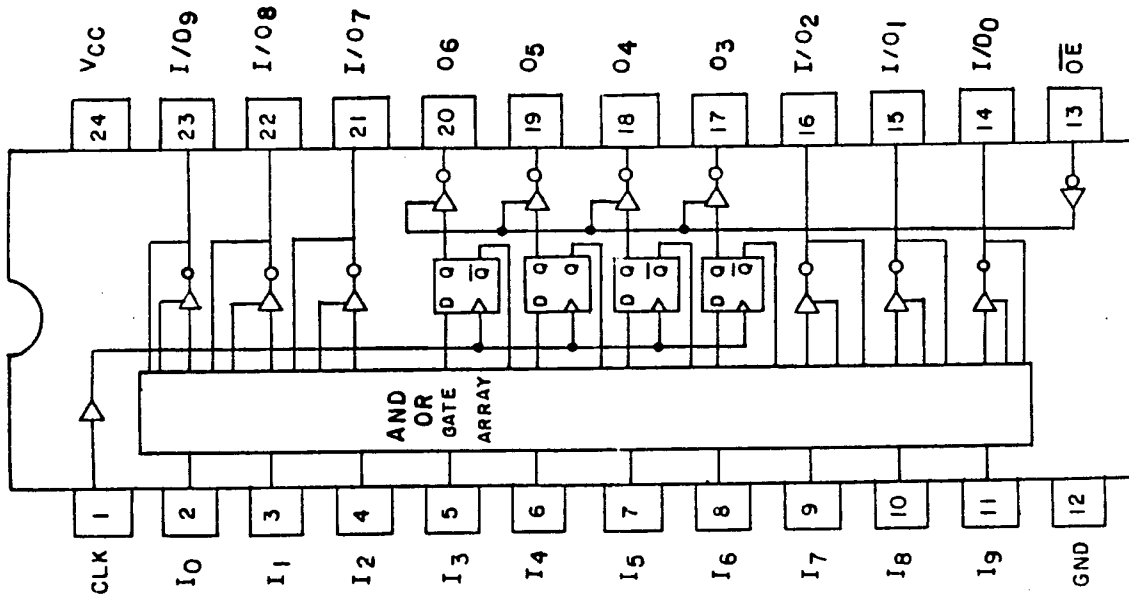 CLK 1 24 VCC
I0 2 23 I/O9
I1 3 22 I/O8
I2 4 21 I/O7
AND
OR
GATE
ARRAY
I3 5 D Q 20 O6
Q̅
I4 6 D Q 19 O5
Q
I5 7 D Q 18 O4
Q̅
I6 8 D Q 17 O3
Q̅
I7 9 16 I/O2
I8 10 15 I/O1
I9 11 14 I/O0
GND 12 13 O̅E̅